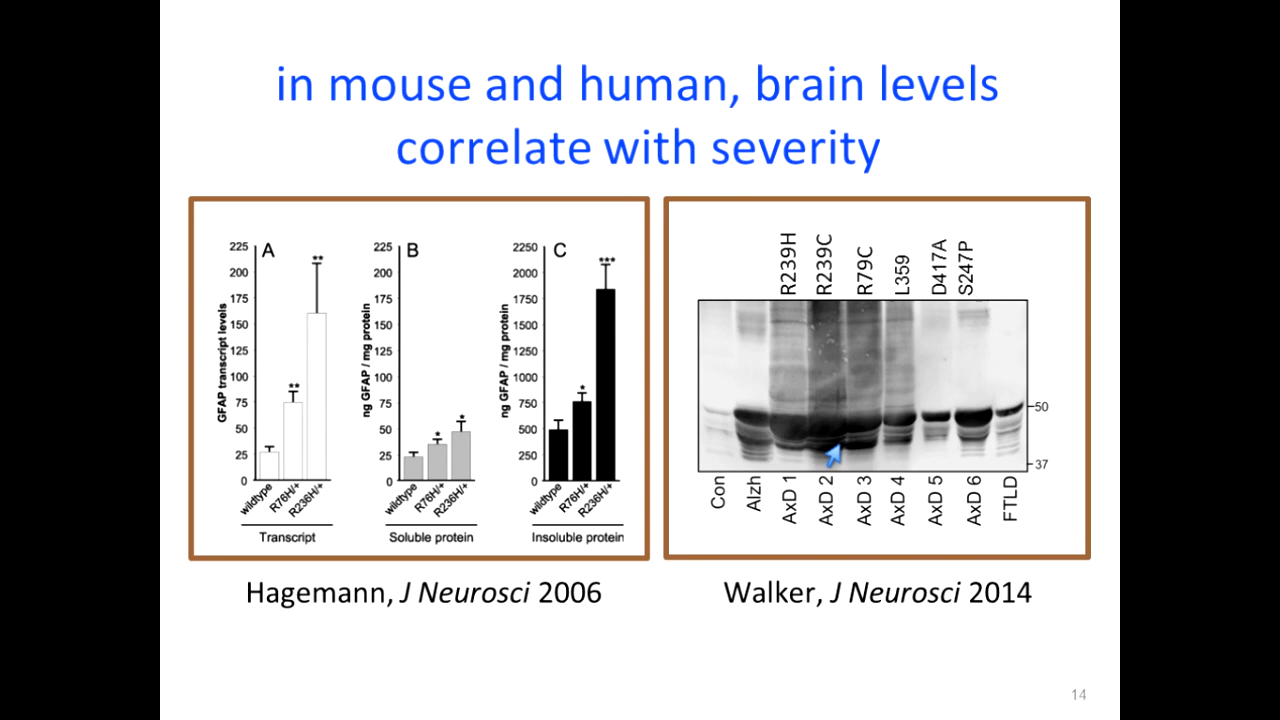 in mouse and human, brain levels
correlate with severity
A
GFAP transcript levels
225
200
175
150
125
100
75
50
25
0
**
**
wildtype
R76H/+
R236H/+
Transcript
B
ng GFAP / mg protein
225
200
175
150
125
100
75
50
25
0
*
*
wildtype
R76H/+
R236H/+
Soluble protein
C
ng GFAP / mg protein
2250
2000
1750
1500
1250
1000
750
500
250
0
*
***
wildtype
R76H/+
R236H/+
Insoluble protein
R239H
R239C
R79C
L359
D417A
S247P
50
37
Con
Alzh
AxD 1
AxD 2
AxD 3
AxD 4
AxD 5
AxD 6
FTLD
Hagemann, J Neurosci 2006
Walker, J Neurosci 2014
14